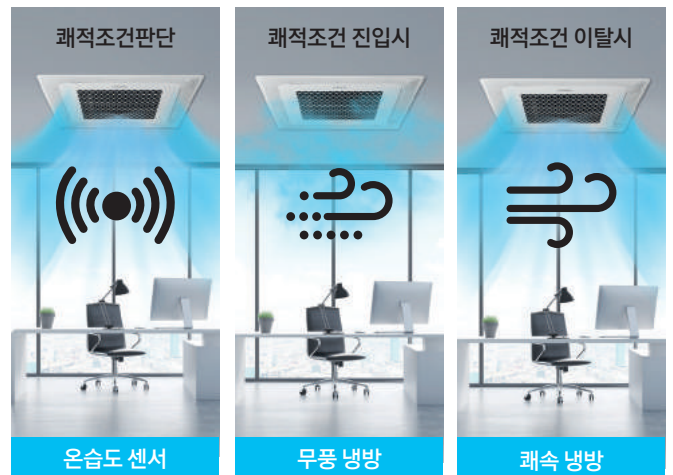 쾌적조건판단
쾌적조건 진입시
쾌적조건 이탈시
온습도 센서
무풍 냉방
쾌속 냉방